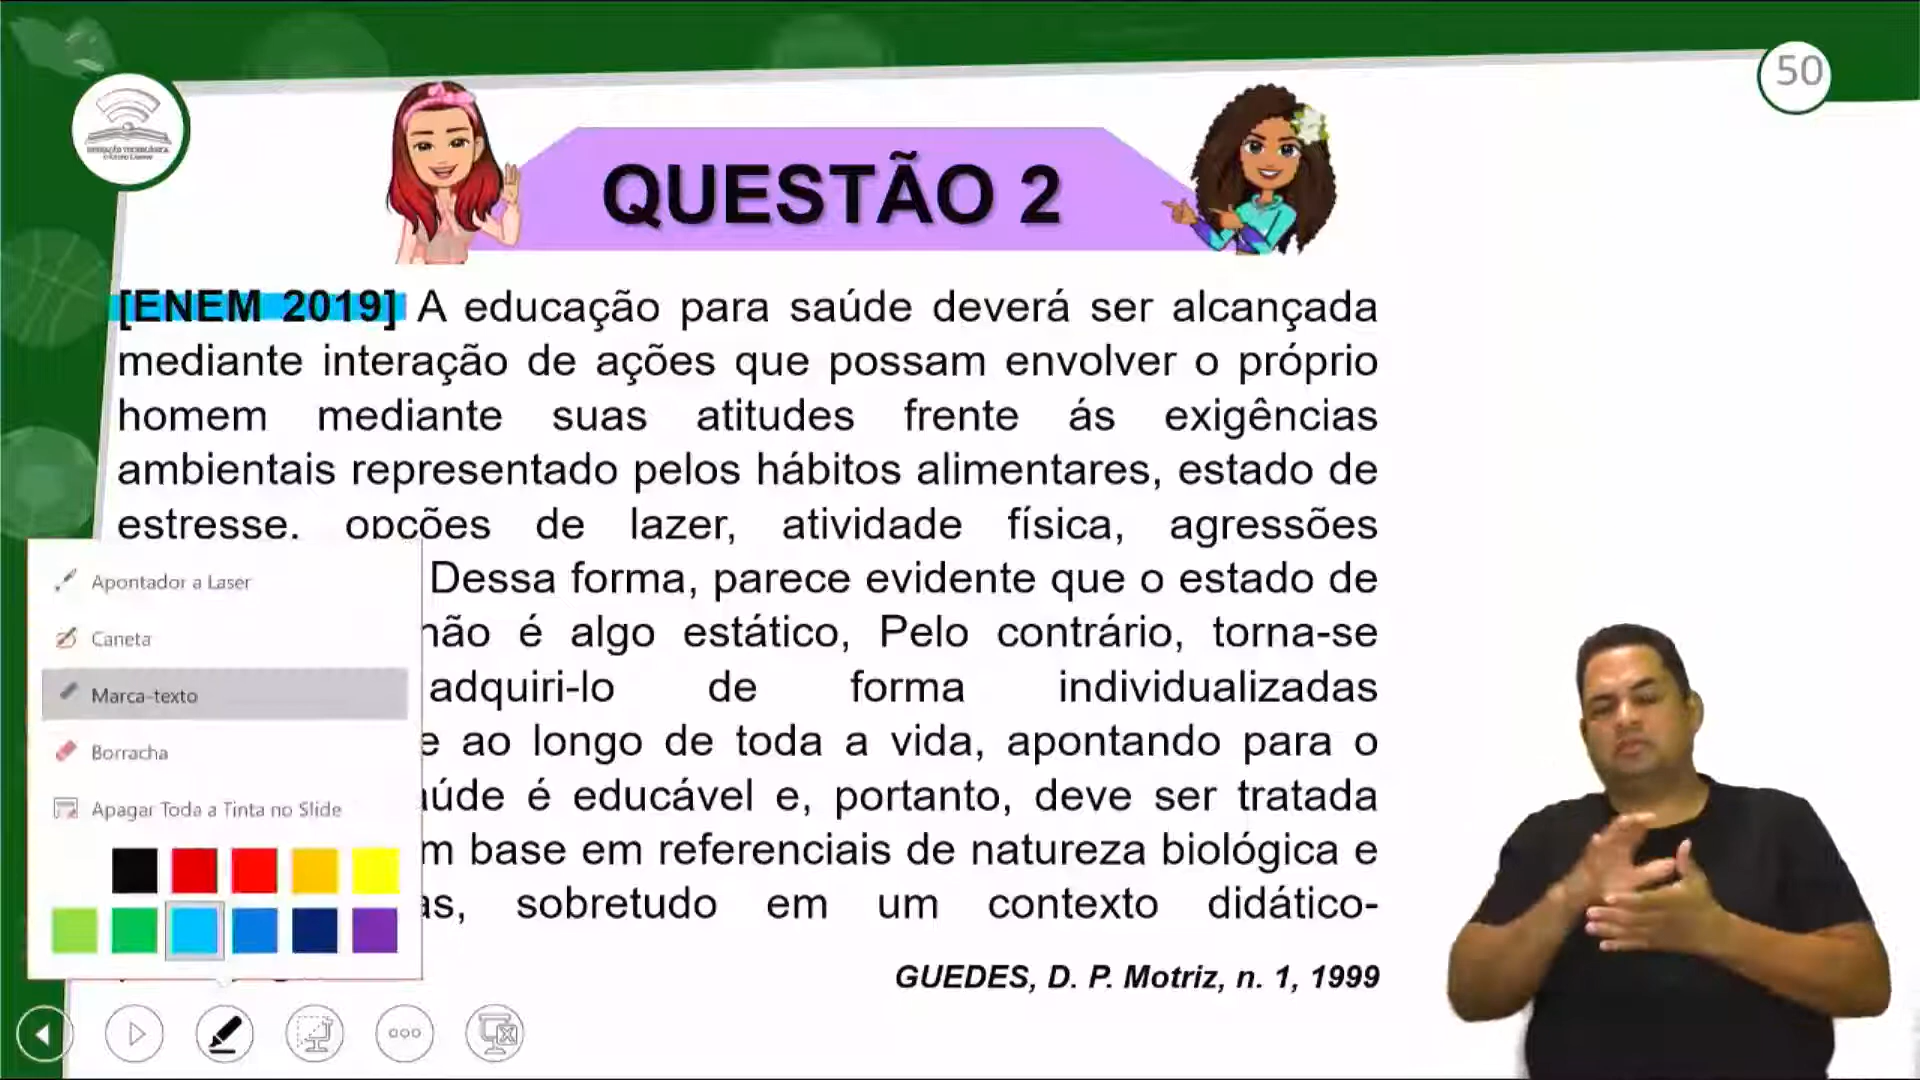 50
QUESTÃO 2
[ENEM 2019] A educação para saúde deverá ser alcançada
mediante interação de ações que possam envolver o próprio
homem mediante suas atitudes frente ás exigências
ambientais representado pelos hábitos alimentares, estado de
estresse, opções de lazer, atividade física, agressões
Dessa forma, parece evidente que o estado de
não é algo estático, Pelo contrário, torna-se
adquiri-lo de forma individualizadas
e ao longo de toda a vida, apontando para o
úde é educável e, portanto, deve ser tratada
m base em referenciais de natureza biológica e
as, sobretudo em um contexto didático-
GUEDES, D. P. Motriz, n. 1, 1999
Apontador a Laser
Caneta
Marca-texto
Borracha
Apagar Toda a Tinta no Slide